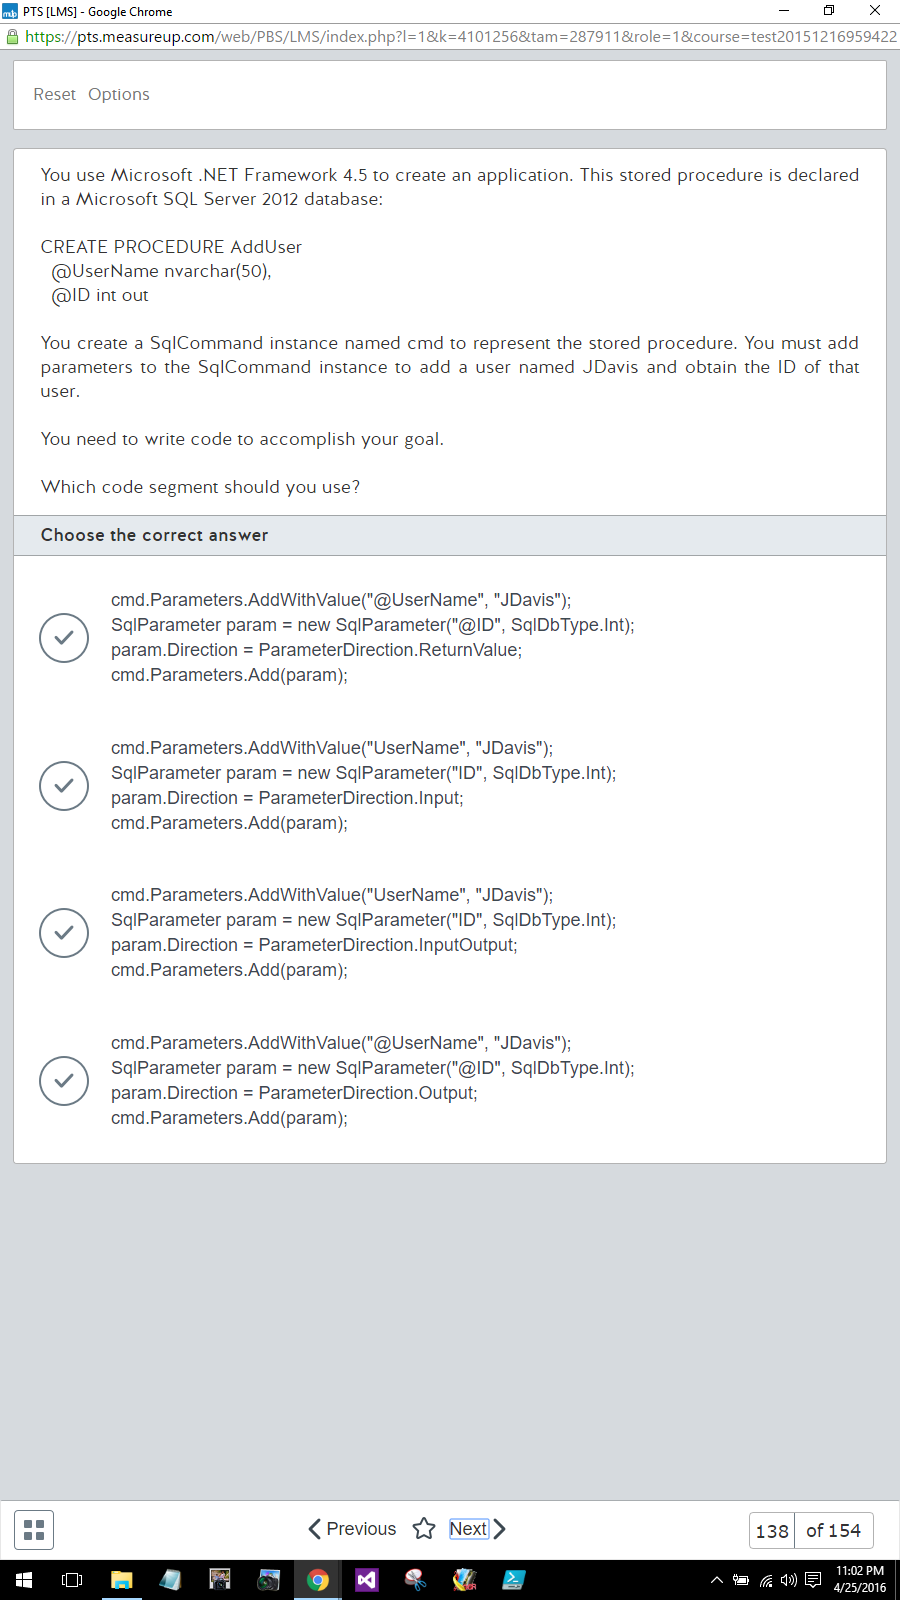 PTS [LMS] - Google Chrome
https://pts.measureup.com/web/PBS/LMS/index.php?l=1&k=4101256&tam=287911&role=1&course=test20151216959422
Reset Options
You use Microsoft .NET Framework 4.5 to create an application. This stored procedure is declared
in a Microsoft SQL Server 2012 database:
CREATE PROCEDURE AddUser
@UserName nvarchar(50),
@ID int out
You create a SqlCommand instance named cmd to represent the stored procedure. You must add
parameters to the SqlCommand instance to add a user named JDavis and obtain the ID of that
user.
You need to write code to accomplish your goal.
Which code segment should you use?
Choose the correct answer
cmd.Parameters.AddWithValue("@UserName", "JDavis");
SqlParameter param = new SqlParameter("@ID", SqlDbType.Int);
param.Direction = ParameterDirection.ReturnValue;
cmd.Parameters.Add(param);
cmd.Parameters.AddWithValue("UserName", "JDavis");
SqlParameter param = new SqlParameter("ID", SqlDbType.Int);
param.Direction = ParameterDirection.Input;
cmd.Parameters.Add(param);
cmd.Parameters.AddWithValue("UserName", "JDavis");
SqlParameter param = new SqlParameter("ID", SqlDbType.Int);
param.Direction = ParameterDirection.InputOutput;
cmd.Parameters.Add(param);
cmd.Parameters.AddWithValue("@UserName", "JDavis");
SqlParameter param = new SqlParameter("@ID", SqlDbType.Int);
param.Direction = ParameterDirection.Output;
cmd.Parameters.Add(param);
Previous Next 138 of 154
11:02 PM
4/25/2016